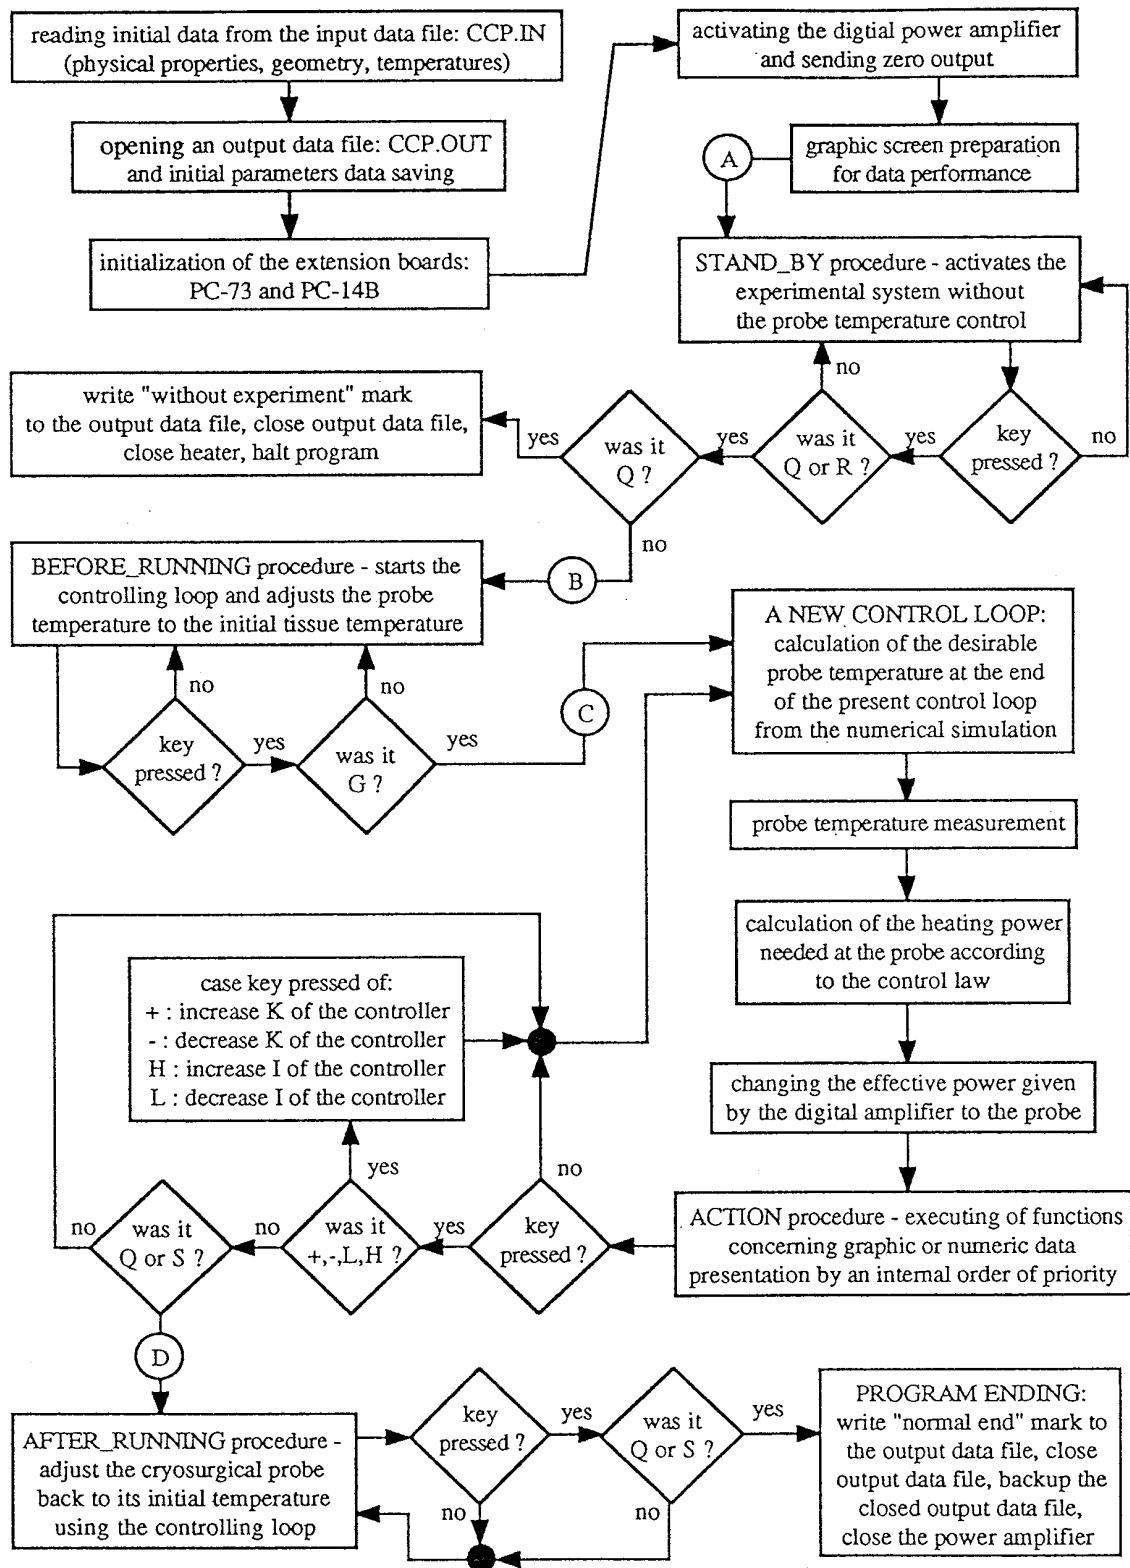 reading initial data from the input data file: CCP.IN
(physical properties, geometry, temperatures)
opening an output data file: CCP.OUT
and initial parameters data saving
initialization of the extension boards:
PC-73 and PC-14B
activating the digtial power amplifier
and sending zero output
graphic screen preparation
for data performance
A
STAND_BY procedure - activates the
experimental system without
the probe temperature control
key
pressed ?
no
yes
was it
Q or R ?
no
yes
was it
Q ?
yes
no
write "without experiment" mark
to the output data file, close output data file,
close heater, halt program
B
BEFORE_RUNNING procedure - starts the
controlling loop and adjusts the probe
temperature to the initial tissue temperature
key
pressed ?
no
yes
was it
G ?
no
yes
C
A NEW CONTROL LOOP:
calculation of the desirable
probe temperature at the end
of the present control loop
from the numerical simulation
probe temperature measurement
calculation of the heating power
needed at the probe according
to the control law
changing the effective power given
by the digital amplifier to the probe
ACTION procedure - executing of functions
concerning graphic or numeric data
presentation by an internal order of priority
key
pressed ?
no
yes
was it
+,-,L,H ?
yes
no
case key pressed of:
+ : increase K of the controller
- : decrease K of the controller
H : increase I of the controller
L : decrease I of the controller
was it
Q or S ?
no
D
AFTER_RUNNING procedure -
adjust the cryosurgical probe
back to its initial temperature
using the controlling loop
key
pressed ?
yes
no
was it
Q or S ?
yes
no
PROGRAM ENDING:
write "normal end" mark to
the output data file, close
output data file, backup the
closed output data file,
close the power amplifier